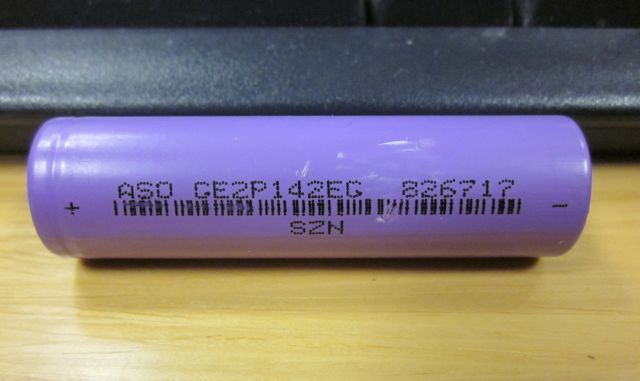 ASO GE2P142EG 826717
+ -
SZN